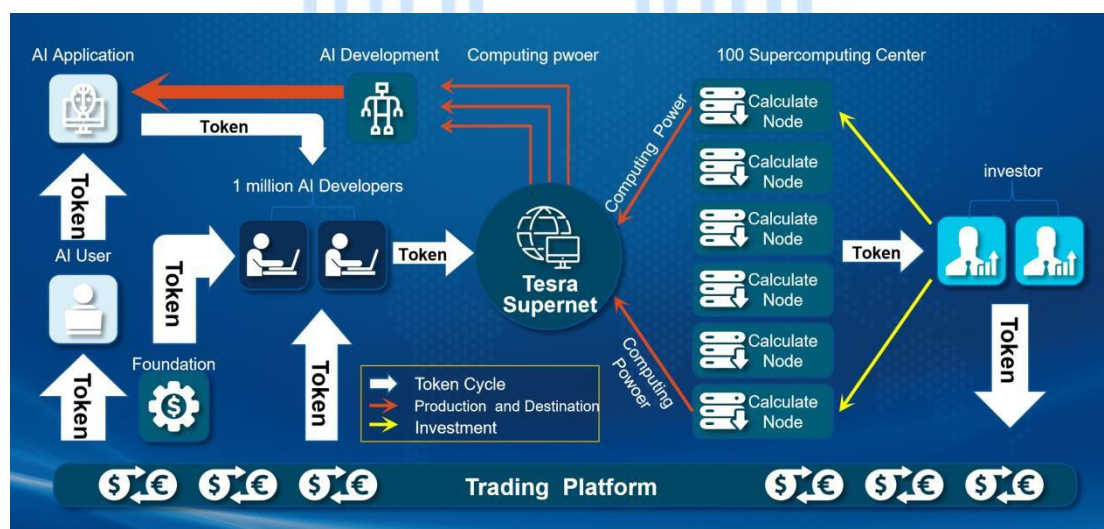 AI Application
AI Development
Computing pwoer
100 Supercomputing Center
Token
Computing Power
Calculate
Node
Calculate
Node
Calculate
Node
Calculate
Node
Calculate
Node
Calculate
Node
Token
1 million AI Developers
investor
AI User
Token
Token
Tesra
Supernet
Token
Foundation
Token
Token
Computing
Powoer
Token
Token Cycle
Production and Destination
Investment
Trading Platform